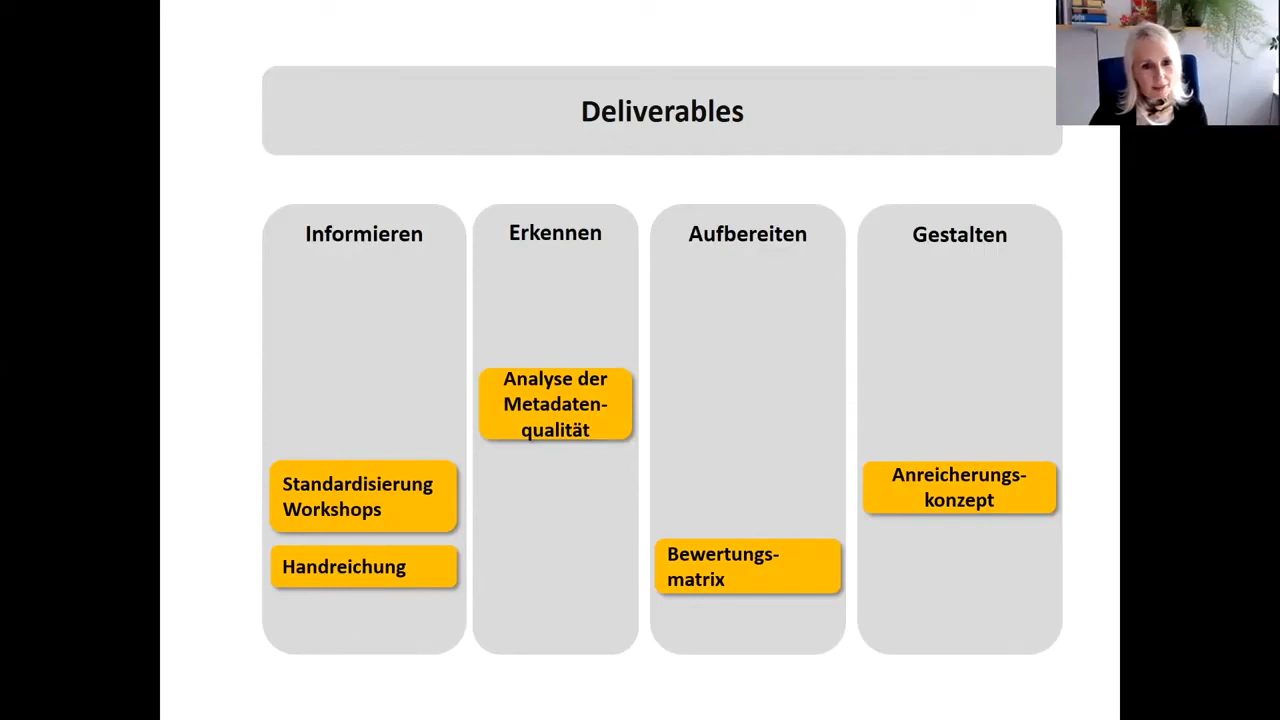 Deliverables
Informieren
Erkennen
Aufbereiten
Gestalten
Analyse der
Metadaten-
qualität
Standardisierung
Workshops
Handreichung
Bewertungs-
matrix
Anreicherungs-
konzept